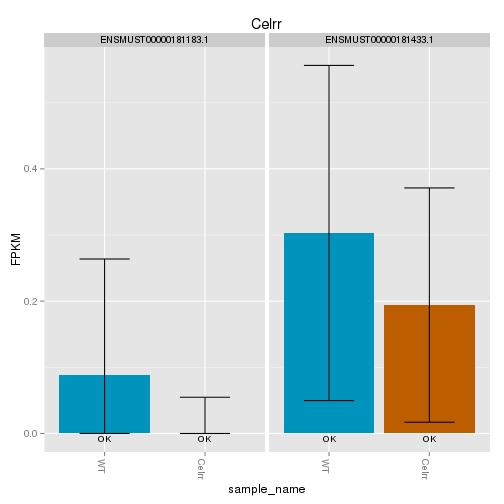 Celrr
ENSMUST00000181183.1 ENSMUST00000181433.1
FPKM
0.4
0.2
0.0
OK OK OK OK
WT Celrr WT Celrr
sample_name